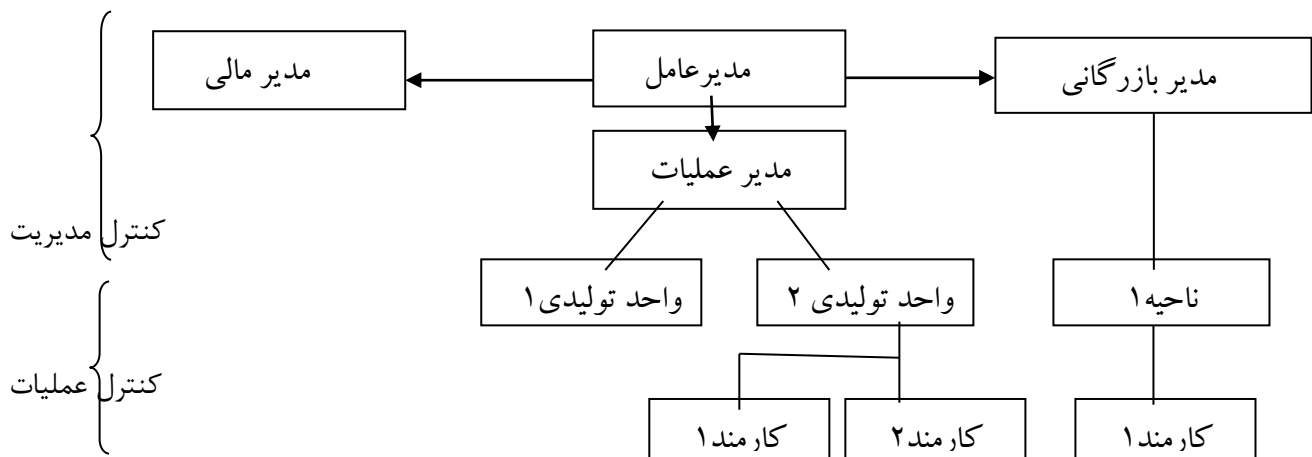 مدیر بازرگانی
مدیرعامل
مدیر مالی
مدیر عملیات
کنترل مدیریت
ناحیه۱
واحد تولیدی ۲
واحد تولیدی۱
کنترل عملیات
کارمند۱
کارمند۲
کارمند۱